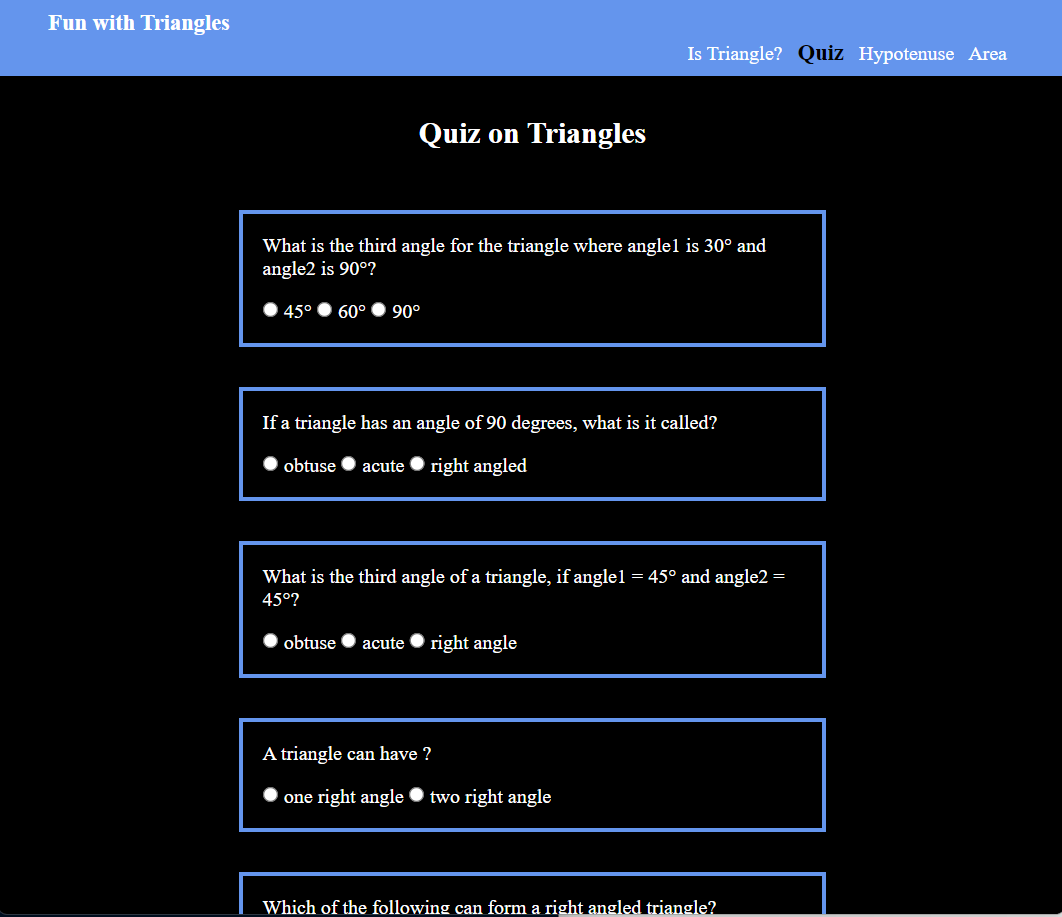 Fun with Triangles
Is Triangle? Quiz Hypotenuse Area
Quiz on Triangles
What is the third angle for the triangle where angle1 is 30° and
angle2 is 90°?
45° 60° 90°
If a triangle has an angle of 90 degrees, what is it called?
obtuse acute right angled
What is the third angle of a triangle, if angle1 = 45° and angle2 =
45°?
obtuse acute right angle
A triangle can have ?
one right angle two right angle
Which of the following can form a right angled triangle?